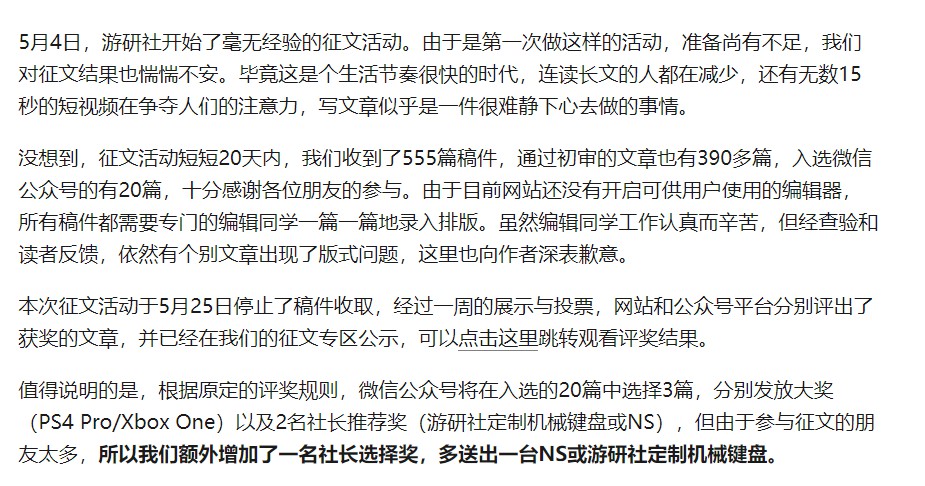 5月4日，游研社开始了毫无经验的征文活动。由于是第一次做这样的活动，准备尚有不足，我们
对征文结果也惴惴不安。毕竟这是个生活节奏很快的时代，连读长文的人都在减少，还有无数15
秒的短视频在争夺人们的注意力，写文章似乎是一件很难静下心去做的事情。
没想到，征文活动短短20天内，我们收到了555篇稿件，通过初审的文章也有390多篇，入选微信
公众号的有20篇，十分感谢各位朋友的参与。由于目前网站还没有开启可供用户使用的编辑器，
所有稿件都需要专门的编辑同学一篇一篇地录入排版。虽然编辑同学工作认真而辛苦，但经查验和
读者反馈，依然有个别文章出现了版式问题，这里也向作者深表歉意。
本次征文活动于5月25日停止了稿件收取，经过一周的展示与投票，网站和公众号平台分别评出了
获奖的文章，并已经在我们的征文专区公示，可以点击这里跳转观看评奖结果。
值得说明的是，根据原定的评奖规则，微信公众号将在入选的20篇中选择3篇，分别发放大奖
（PS4 Pro/Xbox One）以及2名社长推荐奖（游研社定制机械键盘或NS），但由于参与征文的朋
友太多，所以我们额外增加了一名社长选择奖，多送出一台NS或游研社定制机械键盘。